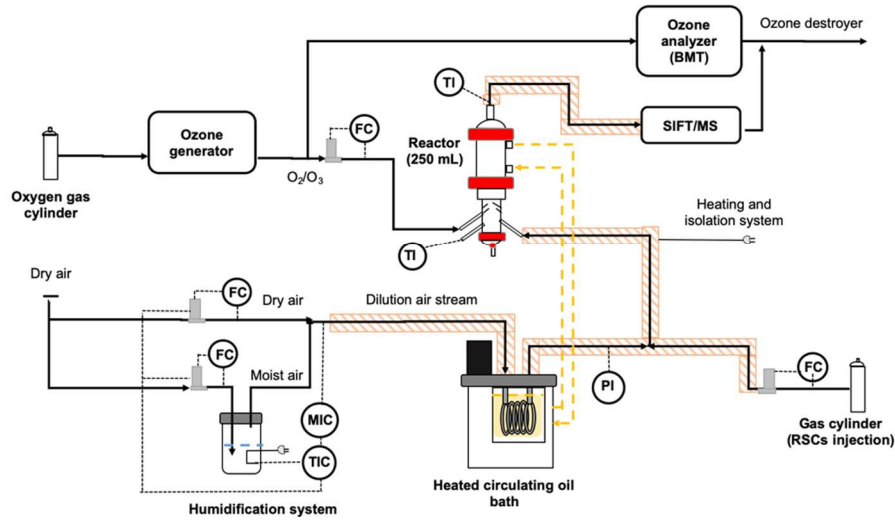 Ozone
analyzer
(BMT)
Ozone destroyer
TI
FC
Ozone
generator
Reactor
(250 mL)
SIFT/MS
O2/O3
Oxygen gas
cylinder
Heating and
isolation system
TI
Dry air
FC
Dry air
Dilution air stream
FC
Moist air
PI
FC
MIC
TIC
Gas cylinder
(RSCs injection)
Heated circulating oil
bath
Humidification system